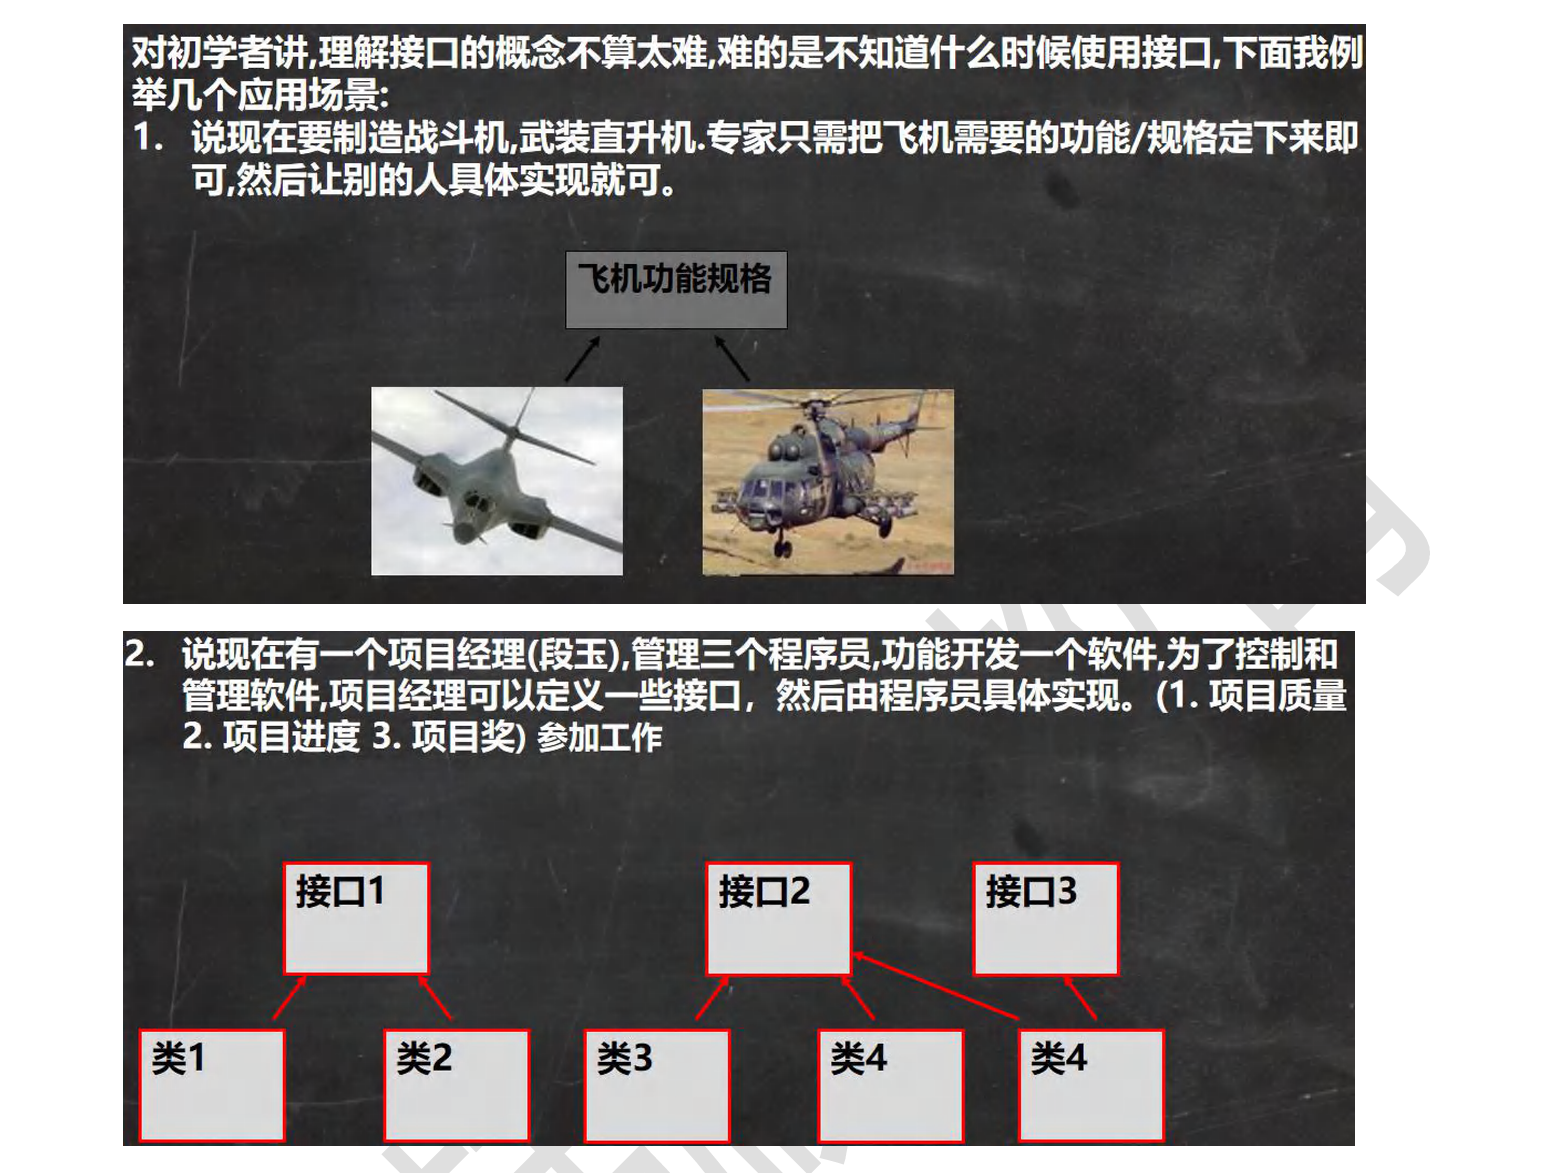 对初学者讲,理解接口的概念不算太难,难的是不知道什么时候使用接口,下面我例
举几个应用场景:
1. 说现在要制造战斗机,武装直升机.专家只需把飞机需要的功能/规格定下来即
可,然后让别的人具体实现就可。
飞机功能规格
2. 说现在有一个项目经理(段玉),管理三个程序员,功能开发一个软件,为了控制和
管理软件,项目经理可以定义一些接口，然后由程序员具体实现。(1. 项目质量
2. 项目进度 3. 项目奖) 参加工作
接口1
接口2
接口3
类1
类2
类3
类4
类4